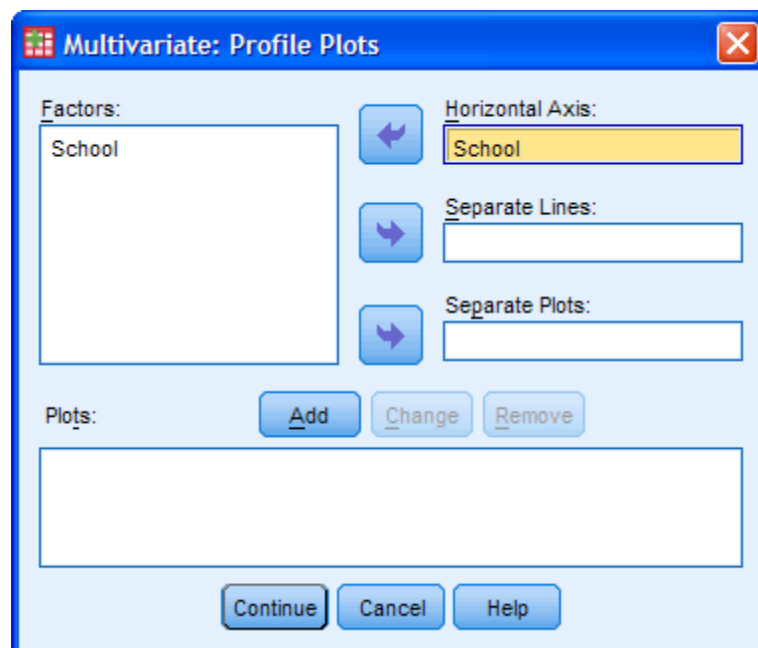 Multivariate: Profile Plots
Factors:
School
Horizontal Axis:
School
Separate Lines:
Separate Plots:
Plots:
Add Change Remove
Continue Cancel Help